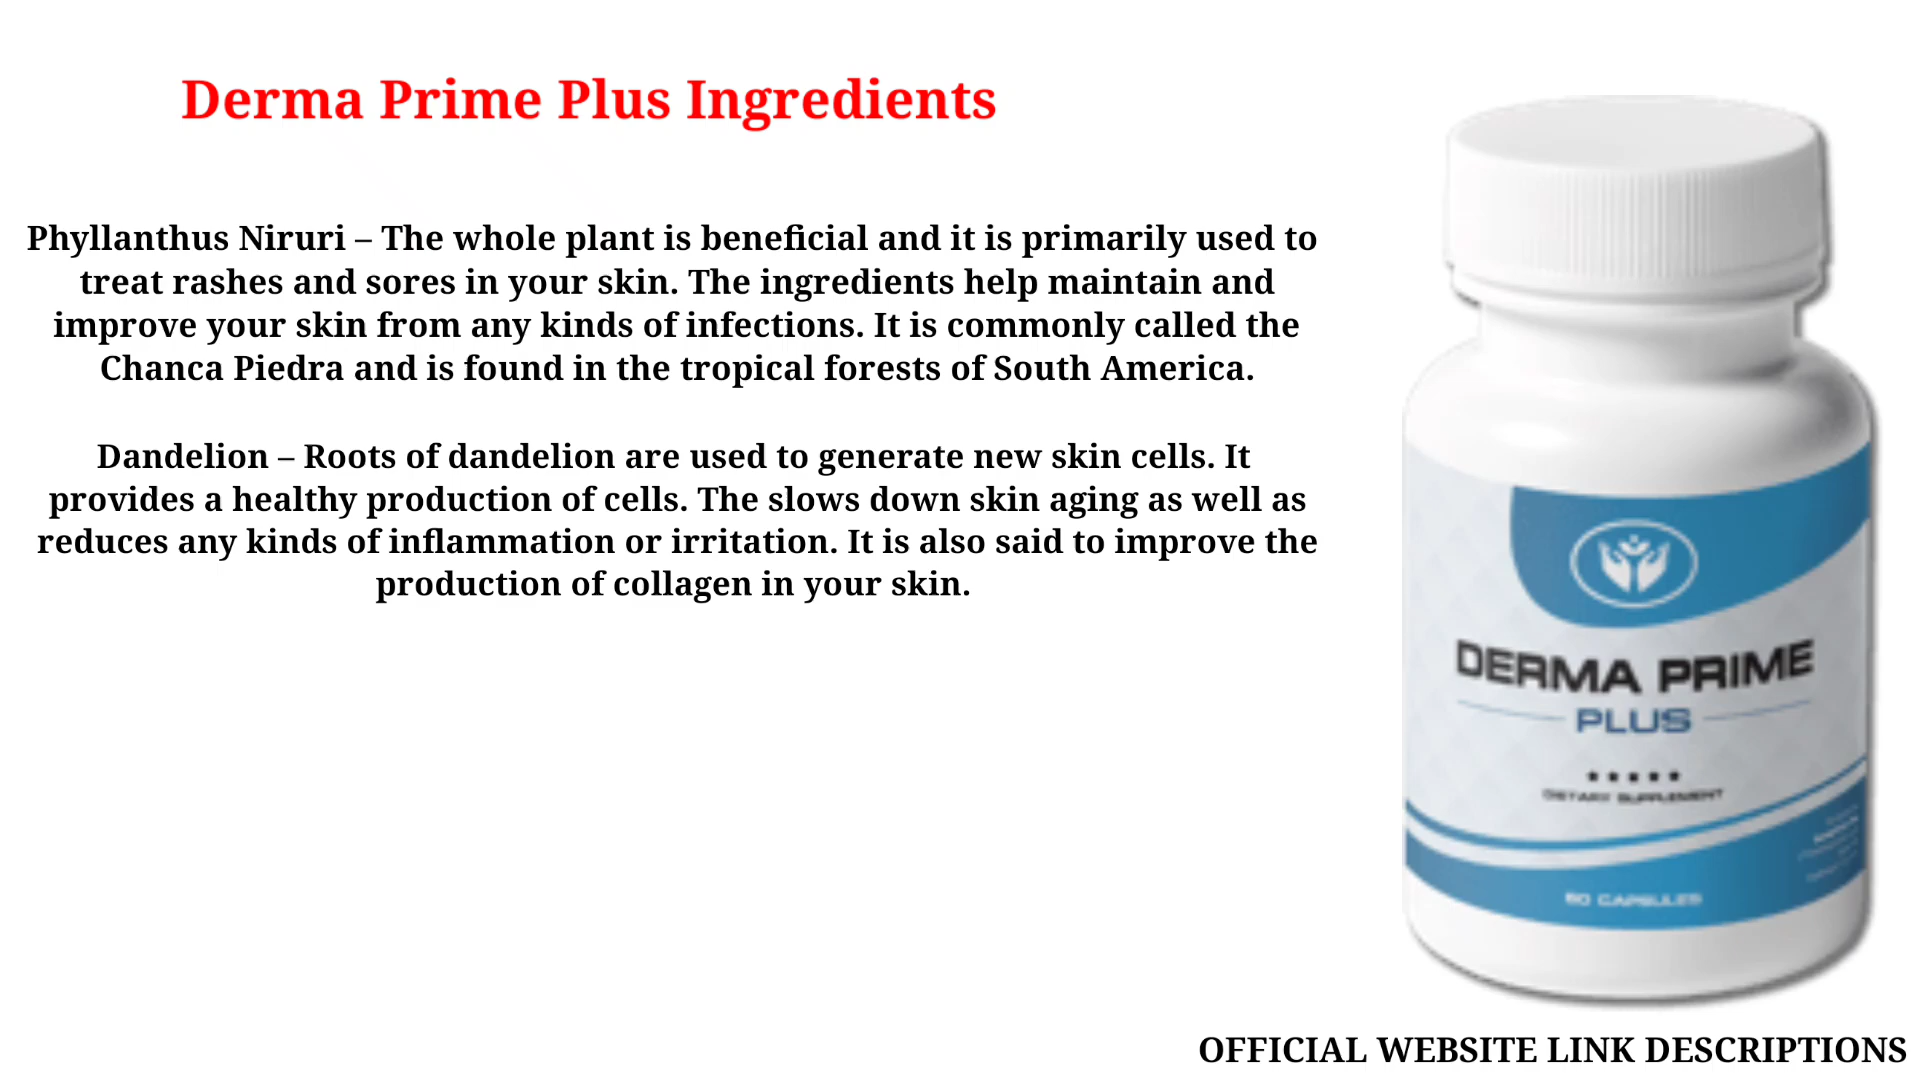 Derma Prime Plus Ingredients
Phyllanthus Niruri – The whole plant is beneficial and it is primarily used to
treat rashes and sores in your skin. The ingredients help maintain and
improve your skin from any kinds of infections. It is commonly called the
Chanca Piedra and is found in the tropical forests of South America.
Dandelion – Roots of dandelion are used to generate new skin cells. It
provides a healthy production of cells. The slows down skin aging as well as
reduces any kinds of inflammation or irritation. It is also said to improve the
production of collagen in your skin.
DERMA PRIME
PLUS
DIETARY SUPPLEMENT
60 CAPSULES
OFFICIAL WEBSITE LINK DESCRIPTIONS